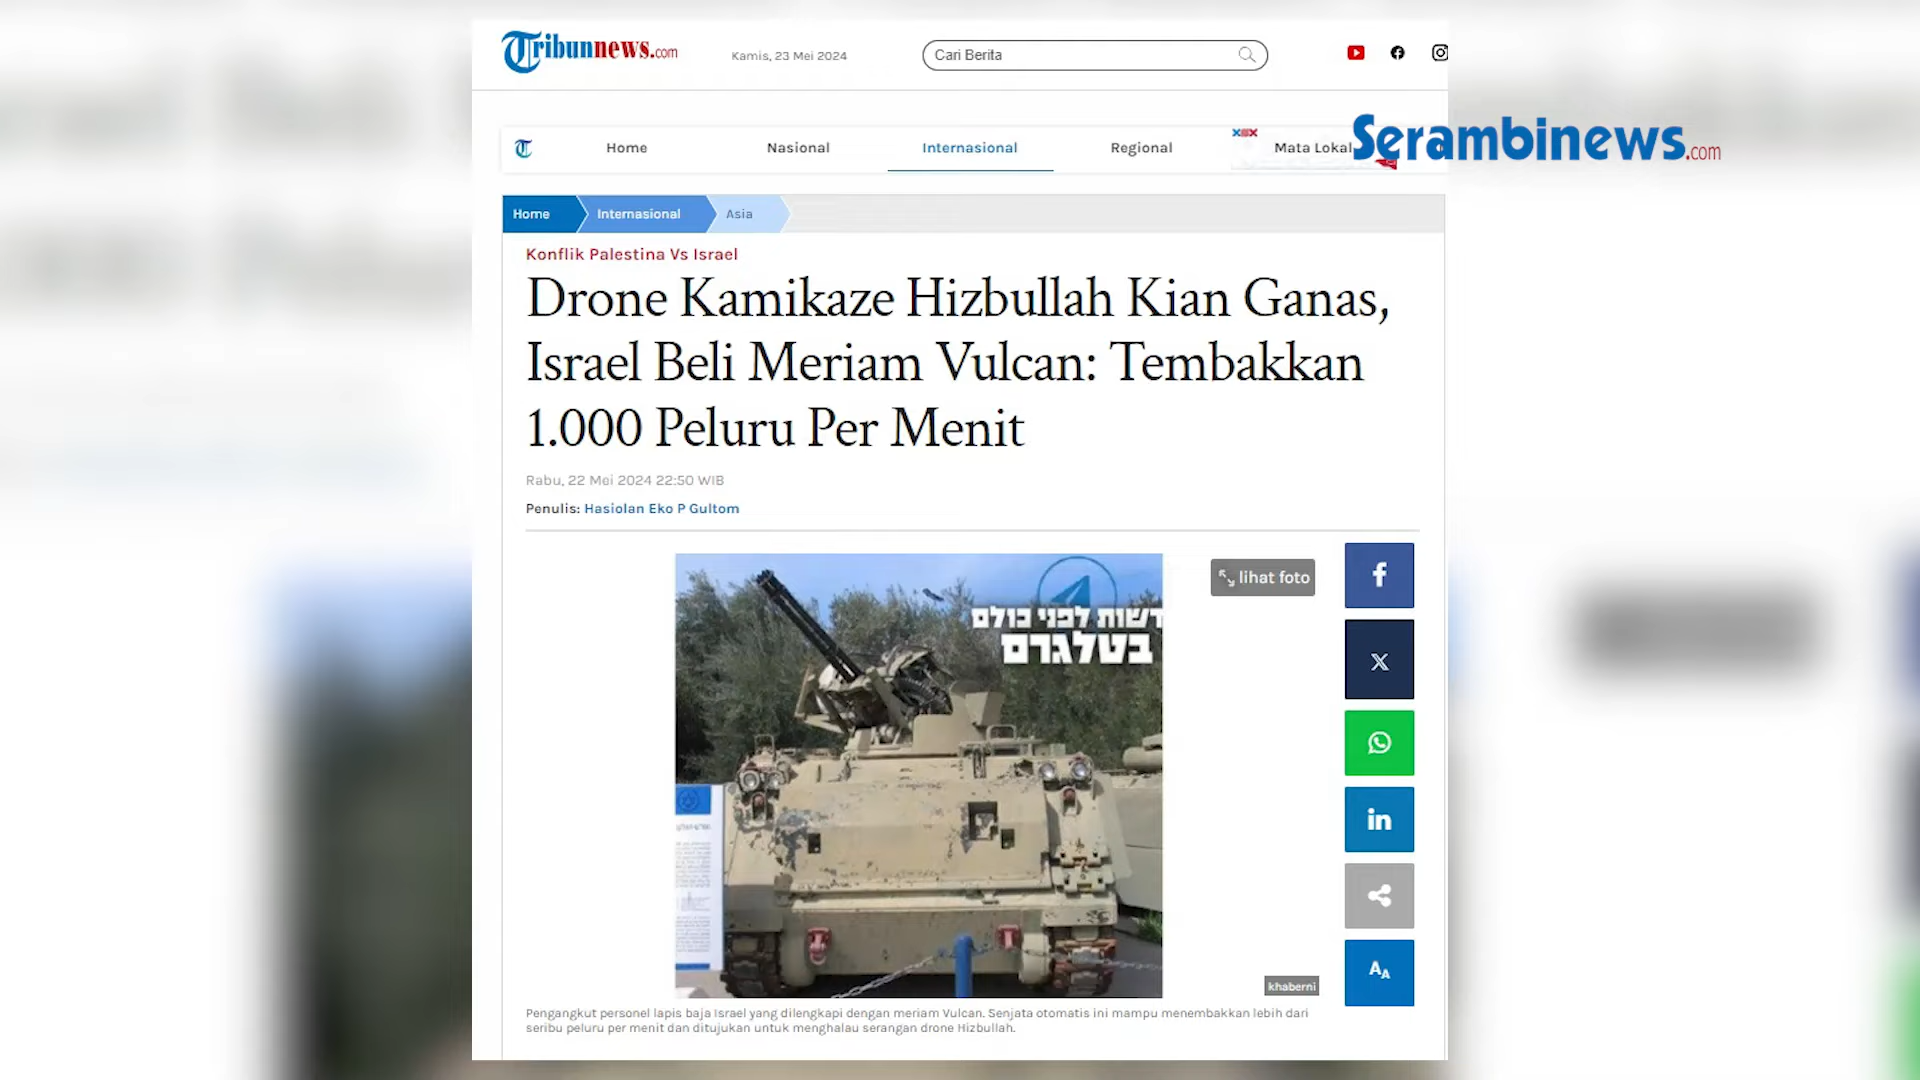 Tribunnews.com
Kamis, 23 Mei 2024
Cari Berita
Serambinews.com
Home
Nasional
Internasional
Regional
Mata Lokal
Home
Internasional
Asia
Konflik Palestina Vs Israel
Drone Kamikaze Hizbullah Kian Ganas,
Israel Beli Meriam Vulcan: Tembakkan
1.000 Peluru Per Menit
Rabu, 22 Mei 2024 22:50 WIB
Penulis: Hasiolan Eko P Gultom
lihat foto
לפני כולם
בטלגרם
khaberni
Pengangkut personel lapis baja Israel yang dilengkapi dengan meriam Vulcan. Senjata otomatis ini mampu menembakkan lebih dari
seribu peluru per menit dan ditujukan untuk menghalau serangan drone Hizbullah.